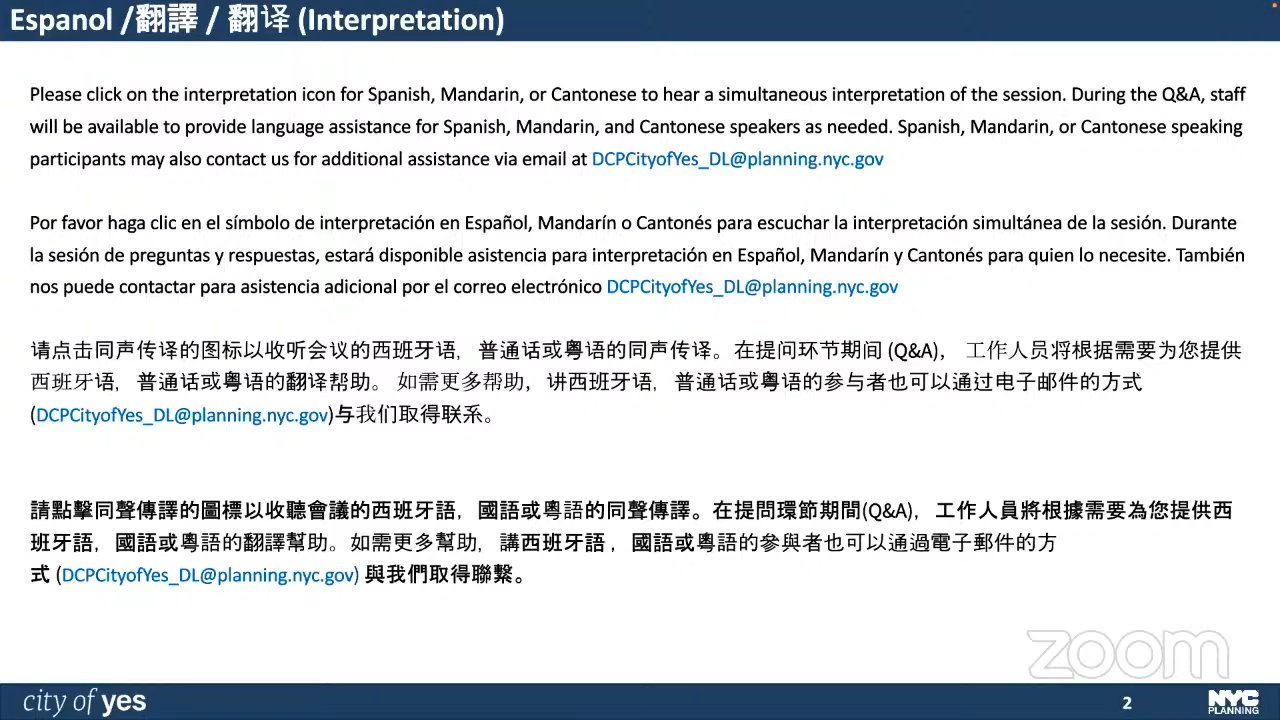 Espanol /翻譯 / 翻译 (Interpretation)
Please click on the interpretation icon for Spanish, Mandarin, or Cantonese to hear a simultaneous interpretation of the session. During the Q&A, staff
will be available to provide language assistance for Spanish, Mandarin, and Cantonese speakers as needed. Spanish, Mandarin, or Cantonese speaking
participants may also contact us for additional assistance via email at DCPCityofYes_DL@planning.nyc.gov
Por favor haga clic en el símbolo de interpretación en Español, Mandarín o Cantonés para escuchar la interpretación simultánea de la sesión. Durante
la sesión de preguntas y respuestas, estará disponible asistencia para interpretación en Español, Mandarín y Cantonés para quien lo necesite. También
nos puede contactar para asistencia adicional por el correo electrónico DCPCityofYes_DL@planning.nyc.gov
请点击同声传译的图标以收听会议的西班牙语，普通话或粤语的同声传译。在提问环节期间 (Q&A)， 工作人员将根据需要为您提供
西班牙语，普通话或粤语的翻译帮助。 如需更多帮助，讲西班牙语，普通话或粤语的参与者也可以通过电子邮件的方式
(DCPCityofYes_DL@planning.nyc.gov)与我们取得联系。
請點擊同聲傳譯的圖標以收聽會議的西班牙語，國語或粵語的同聲傳譯。在提問環節期間(Q&A)，工作人員將根據需要為您提供西
班牙語，國語或粵語的翻譯幫助。如需更多幫助，講西班牙語 ，國語或粵語的參與者也可以通過電子郵件的方
式 (DCPCityofYes_DL@planning.nyc.gov) 與我們取得聯繫。
zoom
city of yes
2
NYC
PLANNING